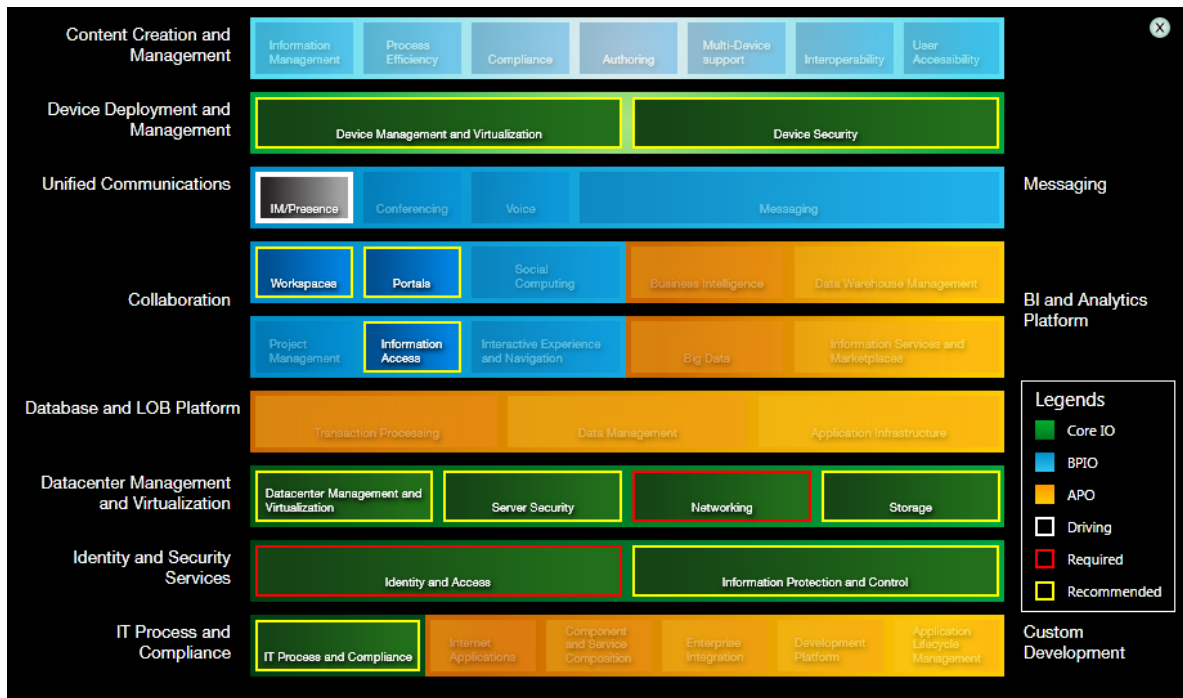 Content Creation and
Management
Information
Management
Process
Efficiency
Compliance
Authoring
Multi-Device
support
Interoperability
User
Accessibility
X
Device Deployment and
Management
Device Management and Virtualization
Device Security
Unified Communications
IM/Presence
Conferencing
Voice
Messaging
Messaging
Collaboration
Workspaces
Portals
Social
Computing
Business Intelligence
Data Warehouse Management
BI and Analytics
Platform
Project
Management
Information
Access
Interactive Experience
and Navigation
Big Data
Information Services and
Marketplaces
Database and LOB Platform
Transaction Processing
Data Management
Application Infrastructure
Legends
Core IO
BPIO
APO
Driving
Required
Recommended
Datacenter Management
and Virtualization
Datacenter Management and
Virtualization
Server Security
Networking
Storage
Identity and Security
Services
Identity and Access
Information Protection and Control
IT Process and
Compliance
IT Process and Compliance
Internet
Applications
Component
and Service
Composition
Enterprise
Integration
Development
Platform
Application
Lifecycle
Management
Custom
Development